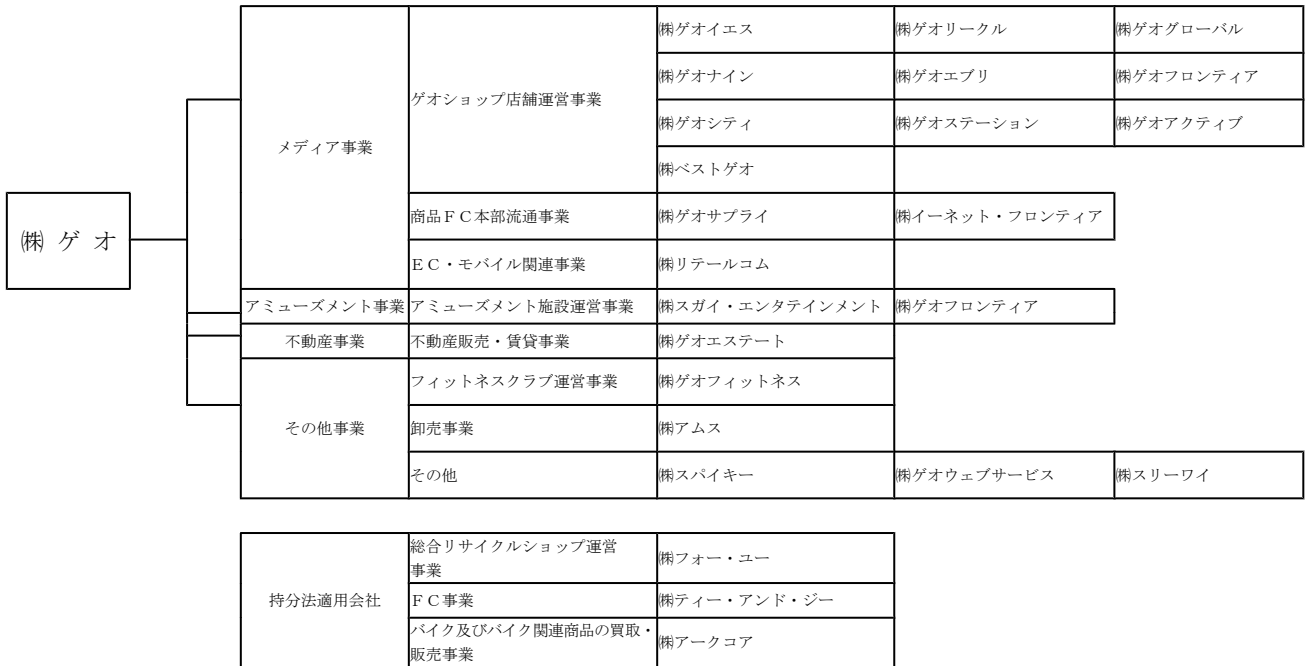 ㈱ゲオイエス
㈱ゲオリークル
㈱ゲオグローバル
㈱ゲオナイン
㈱ゲオエブリ
㈱ゲオフロンティア
ゲオショップ店舗運営事業
㈱ゲオシティ
㈱ゲオステーション
㈱ゲオアクティブ
メディア事業
㈱ベストゲオ
商品ＦＣ本部流通事業
㈱ゲオサプライ
㈱イーネット・フロンティア
㈱ ゲ オ
ＥＣ・モバイル関連事業
㈱リテールコム
アミューズメント事業
アミューズメント施設運営事業
㈱スガイ・エンタテインメント
㈱ゲオフロンティア
不動産事業
不動産販売・賃貸事業
㈱ゲオエステート
フィットネスクラブ運営事業
㈱ゲオフィットネス
その他事業
卸売事業
㈱アムス
その他
㈱スパイキー
㈱ゲオウェブサービス
㈱スリーワイ
総合リサイクルショップ運営
事業
㈱フォー・ユー
持分法適用会社
ＦＣ事業
㈱ティー・アンド・ジー
バイク及びバイク関連商品の買取・
販売事業
㈱アークコア